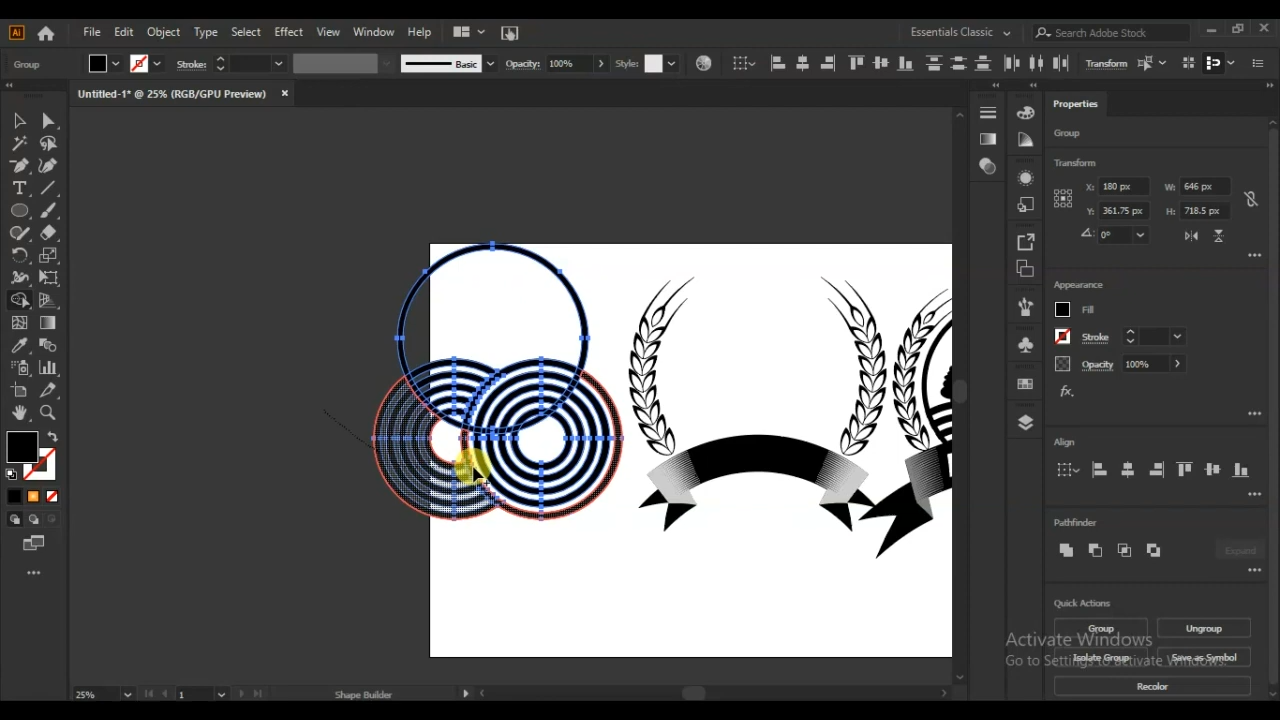 Ai File Edit Object Type Select Effect View Window Help Essentials Classic Search Adobe Stock
Group Stroke: Basic Opacity: 100% Style: Transform
Untitled-1* @ 25% (RGB/GPU Preview)
Properties
Group
Transform
X: 180 px W: 646 px
Y: 361.75 px H: 718.5 px
0°
Appearance
Fill
Stroke
Opacity 100%
fx.
Align
Pathfinder
Expand
Quick Actions
Group Ungroup
Isolate Group Save as Symbol
Recolor
Activate Windows
Go to Settings to activate Windows.
25% 1 Shape Builder